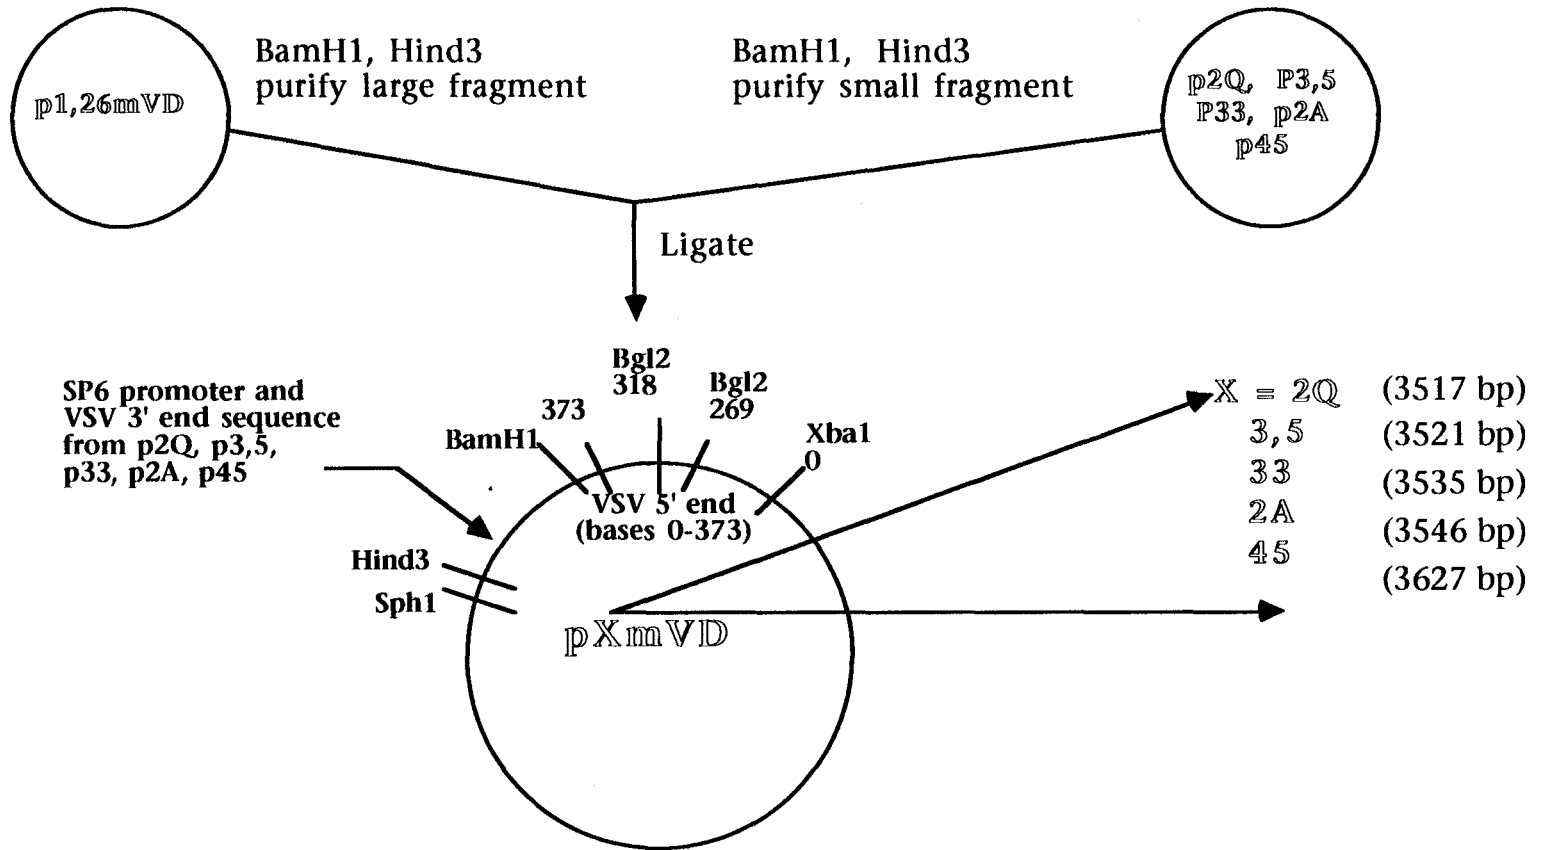 p1,26mVD
BamH1, Hind3
purify large fragment
BamH1, Hind3
purify small fragment
p2Q, P3,5
P33, p2A
p45
Ligate
SP6 promoter and
VSV 3' end sequence
from p2Q, p3,5,
p33, p2A, p45
BamH1
373
Bgl2
318
Bgl2
269
Xba1
0
VSV 5' end
(bases 0-373)
Hind3
Sph1
pXmVD
X = 2Q (3517 bp)
3,5 (3521 bp)
33 (3535 bp)
2A (3546 bp)
45 (3627 bp)